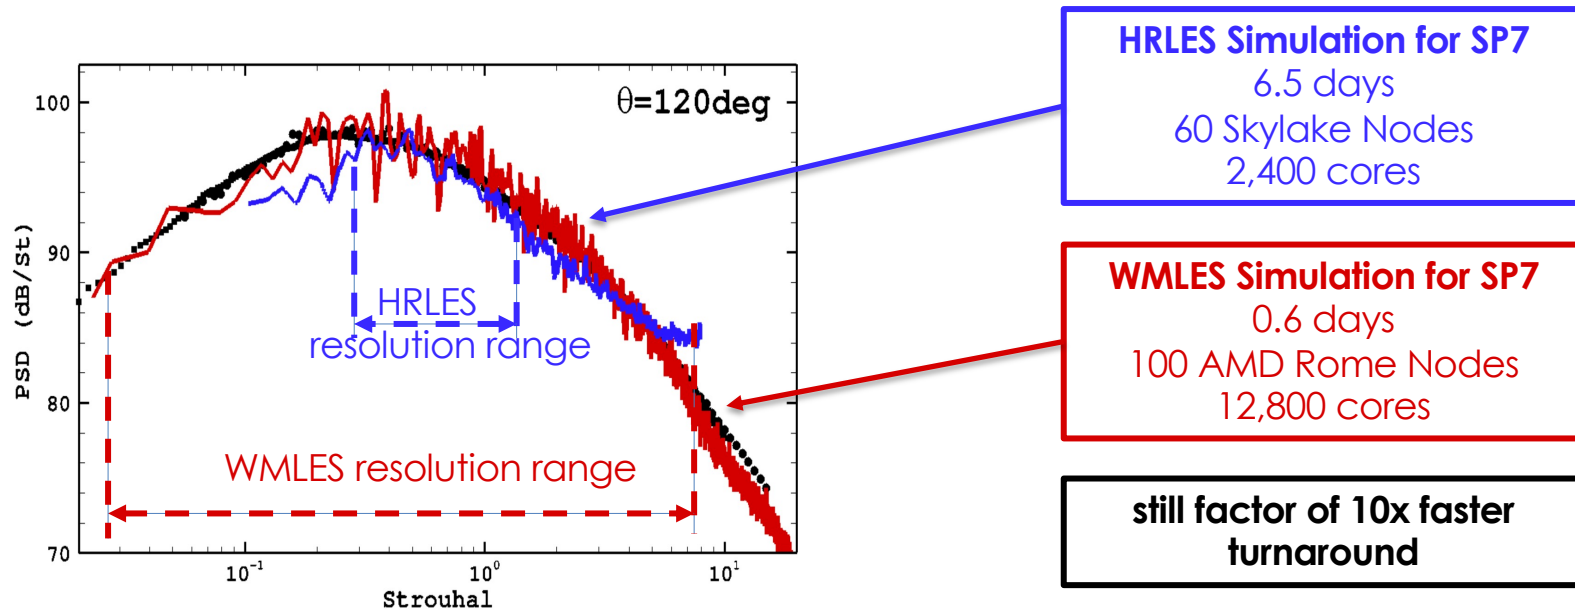 HRLES Simulation for SP7
6.5 days
60 Skylake Nodes
2,400 cores
WMLES Simulation for SP7
0.6 days
100 AMD Rome Nodes
12,800 cores
still factor of 10x faster
turnaround
θ=120deg
100
90
80
70
PSD (dB/St)
HRLES
resolution range
WMLES resolution range
10⁻¹
10⁰
10¹
Strouhal